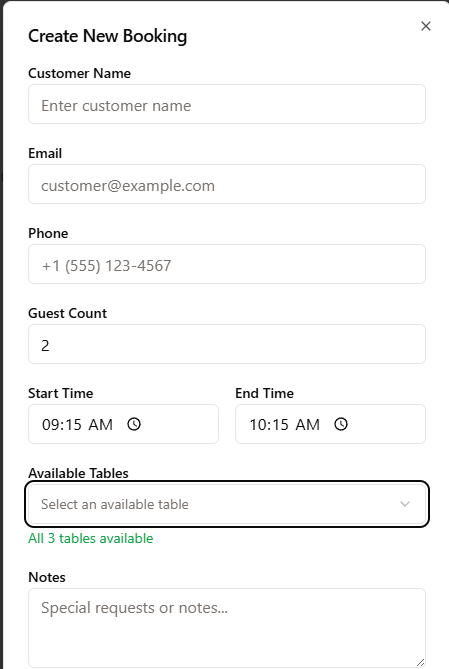 Create New Booking
Customer Name
Enter customer name
Email
customer@example.com
Phone
+1 (555) 123-4567
Guest Count
2
Start Time
End Time
09:15 AM
10:15 AM
Available Tables
Select an available table
All 3 tables available
Notes
Special requests or notes...